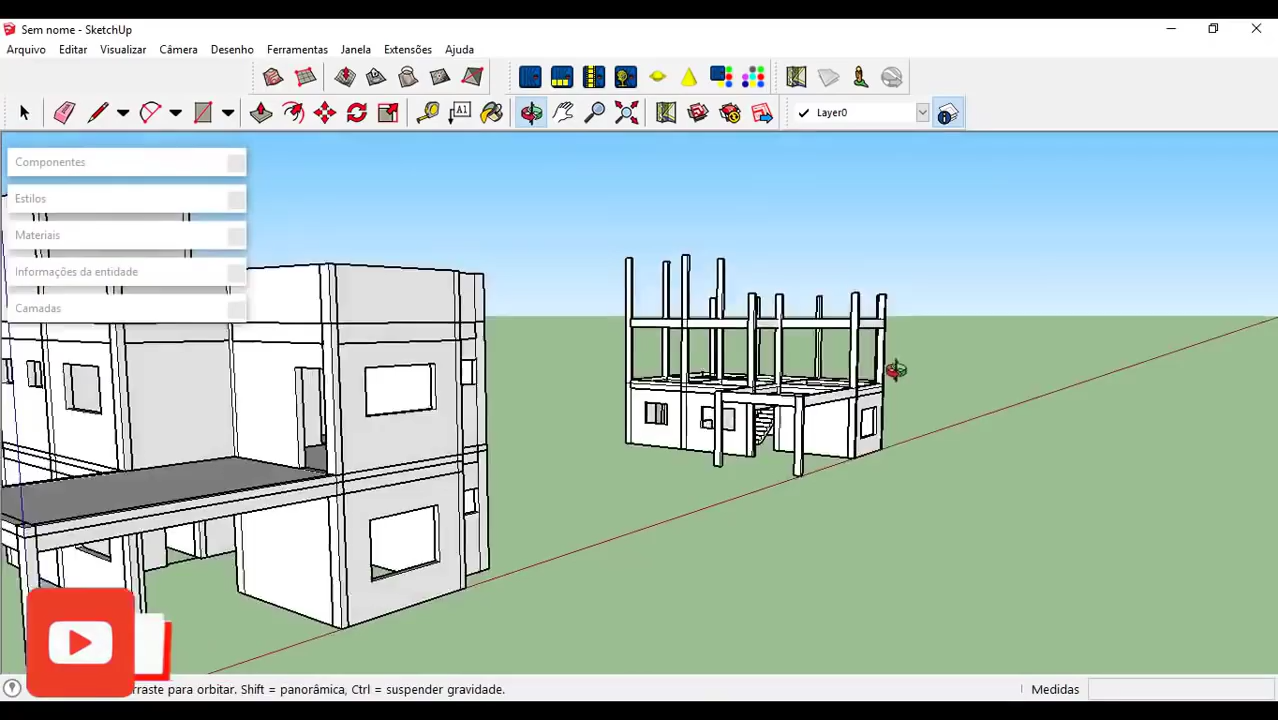 Sem nome - SketchUp
Arquivo Editar Visualizar Câmera Desenho Ferramentas Janela Extensões Ajuda
A1
Layer0
Componentes
Estilos
Materiais
Informações da entidade
Camadas
para orbitar. Shift = panorâmica, Ctrl = suspender gravidade.
Medidas